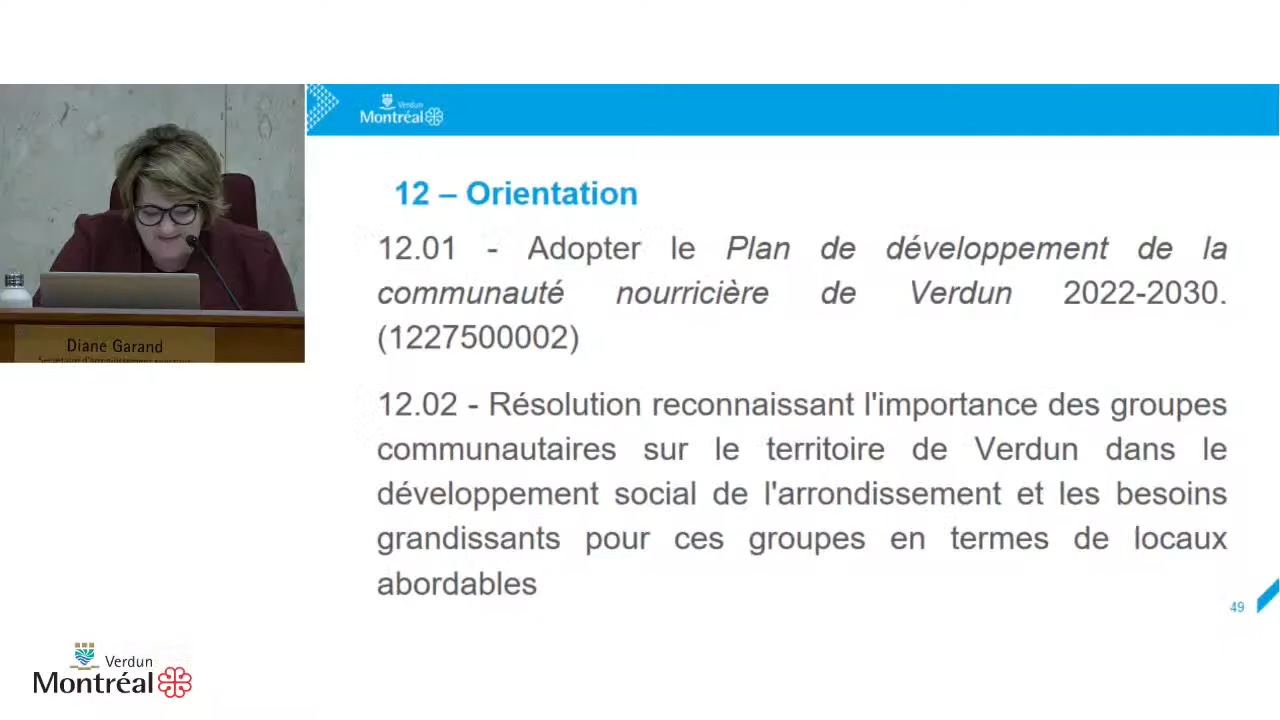 Verdun
Montréal
12 – Orientation
12.01 - Adopter le Plan de développement de la
communauté nourricière de Verdun 2022-2030.
(1227500002)
12.02 - Résolution reconnaissant l'importance des groupes
communautaires sur le territoire de Verdun dans le
développement social de l'arrondissement et les besoins
grandissants pour ces groupes en termes de locaux
abordables
49
Diane Garand
Verdun
Montréal